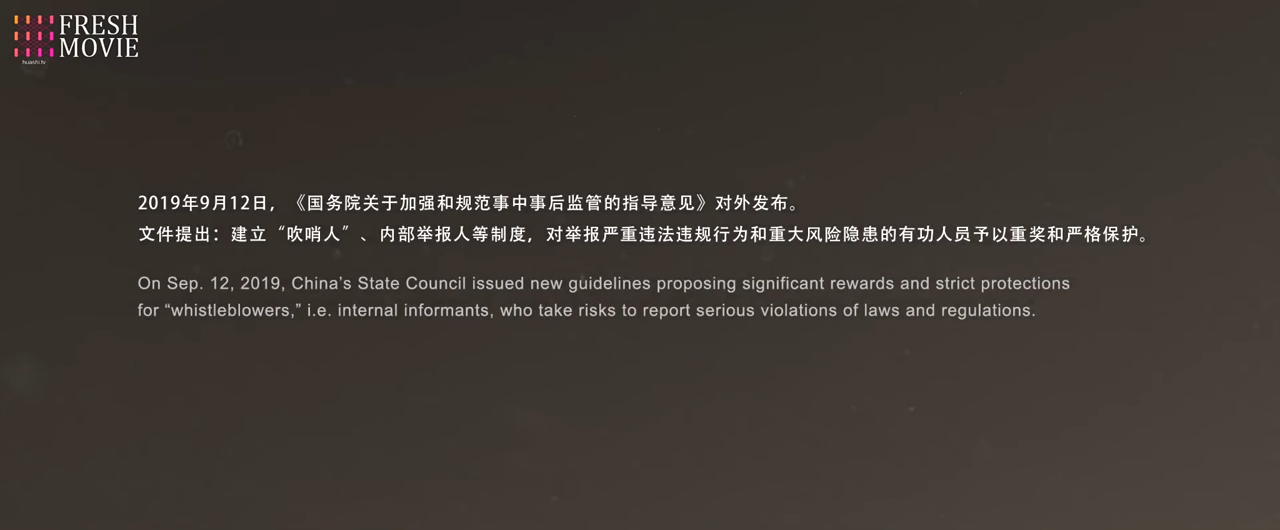 FRESH
MOVIE
huashi.tv
2019年9月12日，《国务院关于加强和规范事中事后监管的指导意见》对外发布。
文件提出：建立“吹哨人”、内部举报人等制度，对举报严重违法违规行为和重大风险隐患的有功人员予以重奖和严格保护。
On Sep. 12, 2019, China’s State Council issued new guidelines proposing significant rewards and strict protections
for “whistleblowers,” i.e. internal informants, who take risks to report serious violations of laws and regulations.